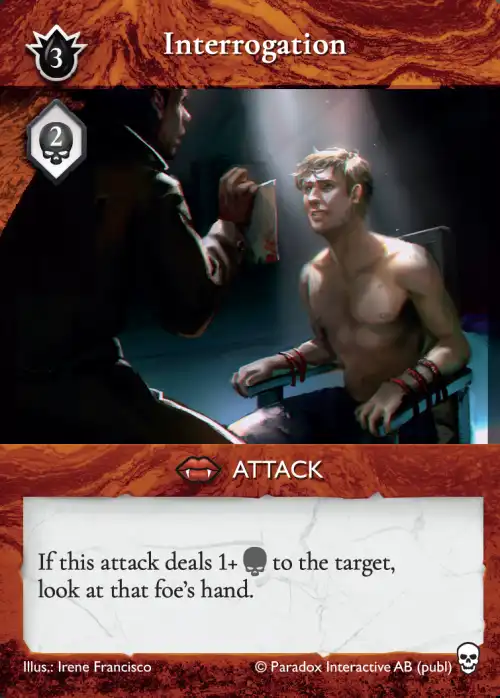 3
Interrogation
2
ATTACK
If this attack deals 1+ to the target,
look at that foe's hand.
Illus.: Irene Francisco
© Paradox Interactive AB (publ)